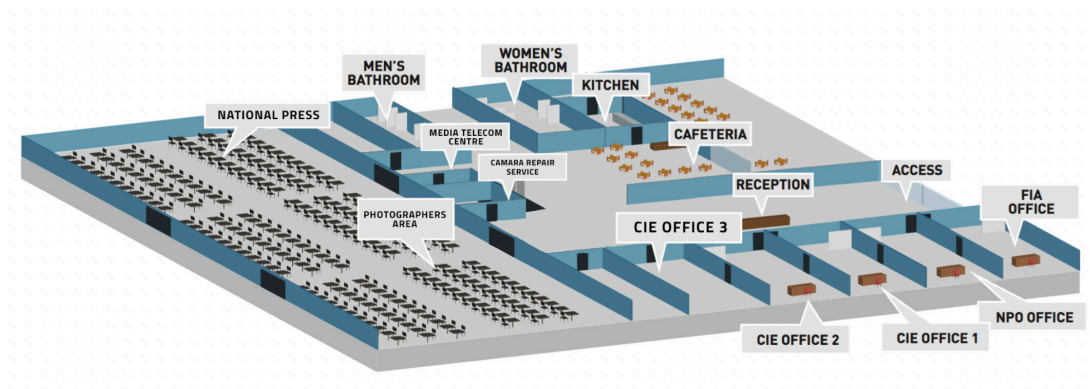 MEN'S
BATHROOM
WOMEN'S
BATHROOM
KITCHEN
NATIONAL PRESS
MEDIA TELECOM
CENTRE
CAFETERIA
CAMARA REPAIR
SERVICE
RECEPTION
ACCESS
FIA
OFFICE
PHOTOGRAPHERS
AREA
CIE OFFICE 3
NPO OFFICE
CIE OFFICE 2
CIE OFFICE 1